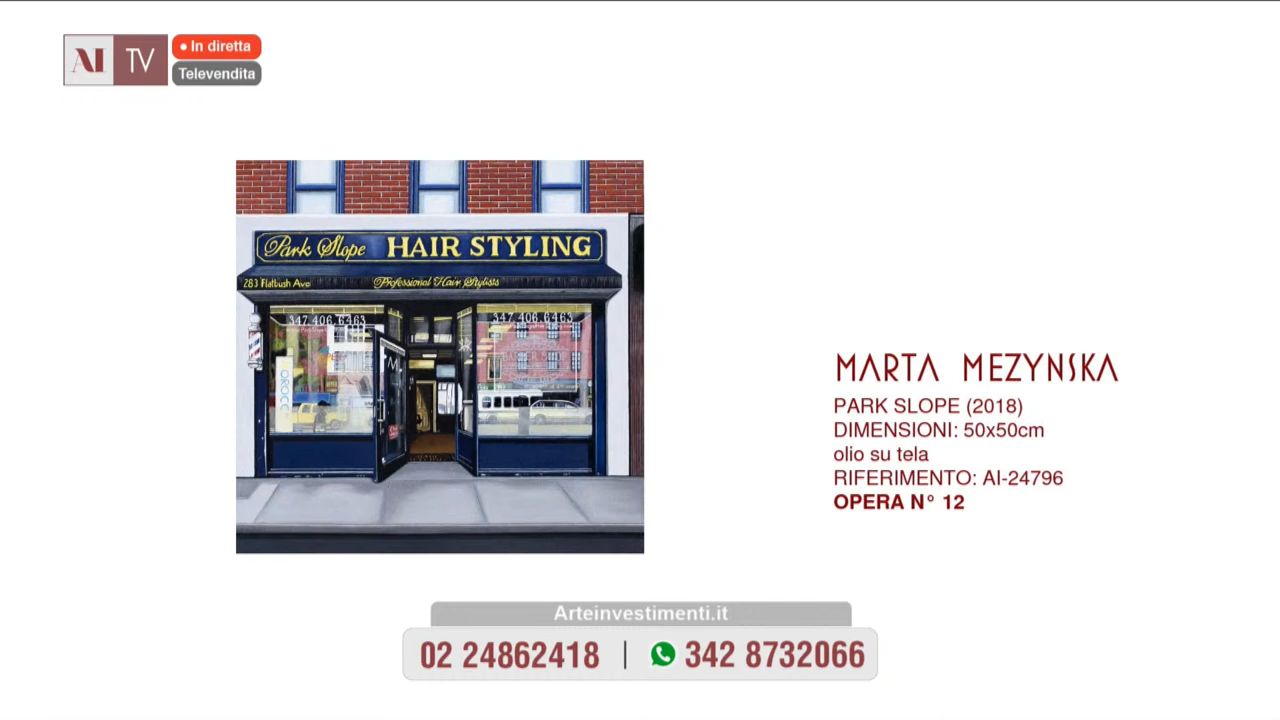 AI TV
• In diretta
Televendita
Park Slope HAIR STYLING
283 Flatbush Ave
Professional Hair Stylists
347 406 6463
347 406 6463
MARTA MEZYNSKA
PARK SLOPE (2018)
DIMENSIONI: 50x50cm
olio su tela
RIFERIMENTO: AI-24796
OPERA N° 12
Arteinvestimenti.it
02 24862418 | 342 8732066